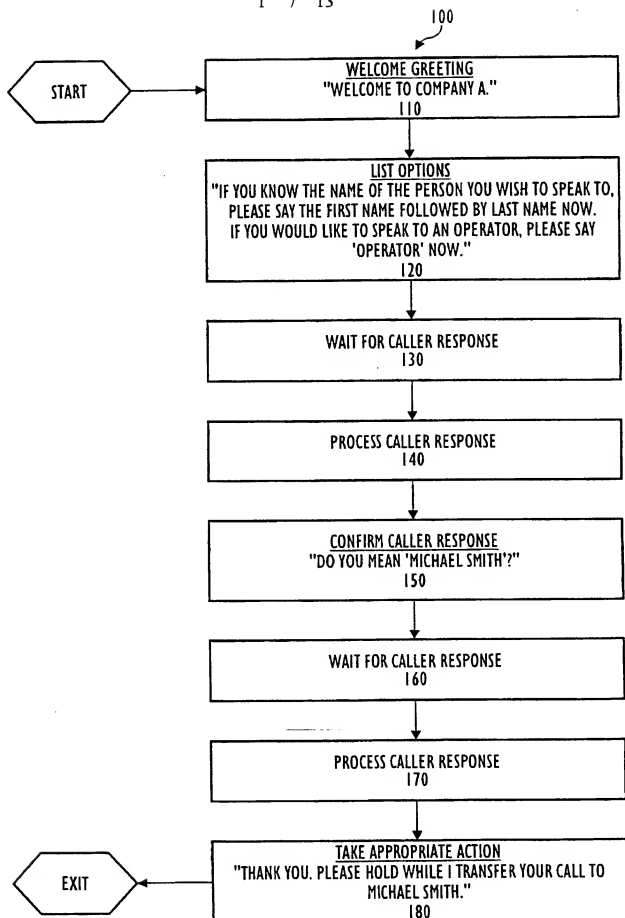 1 / 13
100
START
WELCOME GREETING
"WELCOME TO COMPANY A."
110
LIST OPTIONS
"IF YOU KNOW THE NAME OF THE PERSON YOU WISH TO SPEAK TO,
PLEASE SAY THE FIRST NAME FOLLOWED BY LAST NAME NOW.
IF YOU WOULD LIKE TO SPEAK TO AN OPERATOR, PLEASE SAY
'OPERATOR' NOW."
120
WAIT FOR CALLER RESPONSE
130
PROCESS CALLER RESPONSE
140
CONFIRM CALLER RESPONSE
"DO YOU MEAN 'MICHAEL SMITH'?"
150
WAIT FOR CALLER RESPONSE
160
PROCESS CALLER RESPONSE
170
TAKE APPROPRIATE ACTION
"THANK YOU. PLEASE HOLD WHILE I TRANSFER YOUR CALL TO
MICHAEL SMITH."
180
EXIT